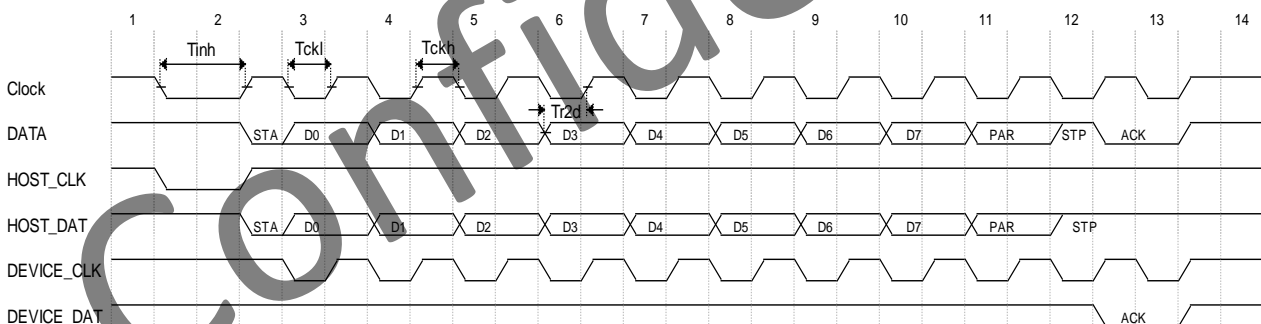 1 2 3 4 5 6 7 8 9 10 11 12 13 14
Tinh Tckl Tckh
Clock
Tr2d
DATA STA D0 D1 D2 D3 D4 D5 D6 D7 PAR STP ACK
HOST_CLK
HOST_DAT STA D0 D1 D2 D3 D4 D5 D6 D7 PAR STP
DEVICE_CLK
DEVICE_DAT ACK
Confide